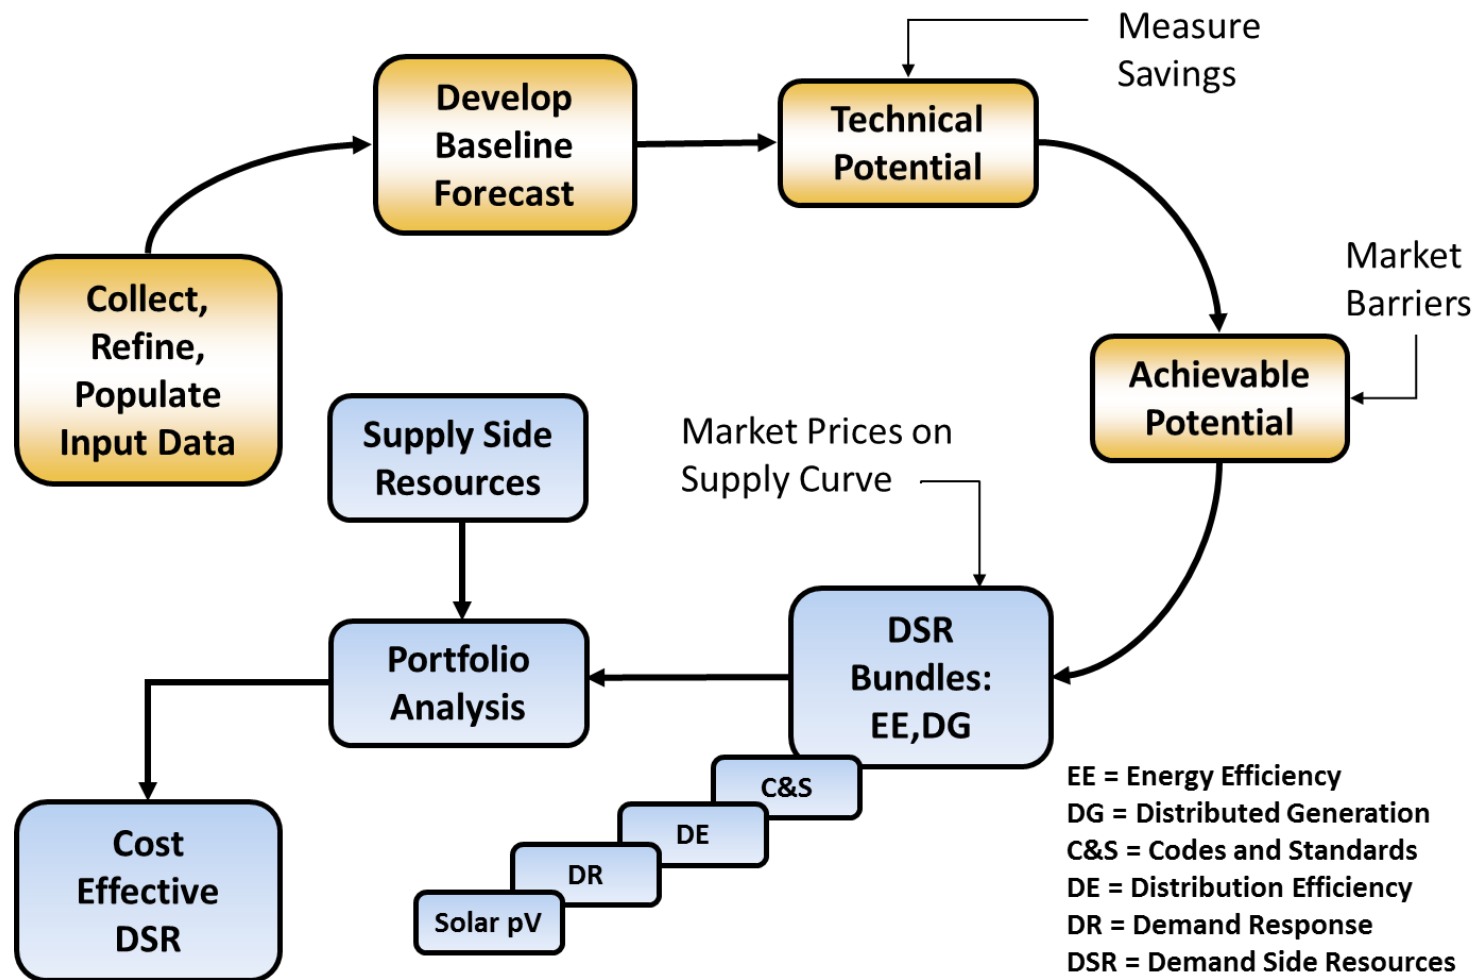 Measure
Savings
Develop
Baseline
Forecast
Technical
Potential
Collect,
Refine,
Populate
Input Data
Market
Barriers
Achievable
Potential
Supply Side
Resources
Market Prices on
Supply Curve
Portfolio
Analysis
DSR
Bundles:
EE,DG
C&S
DE
DR
Solar pV
Cost
Effective
DSR
EE = Energy Efficiency
DG = Distributed Generation
C&S = Codes and Standards
DE = Distribution Efficiency
DR = Demand Response
DSR = Demand Side Resources